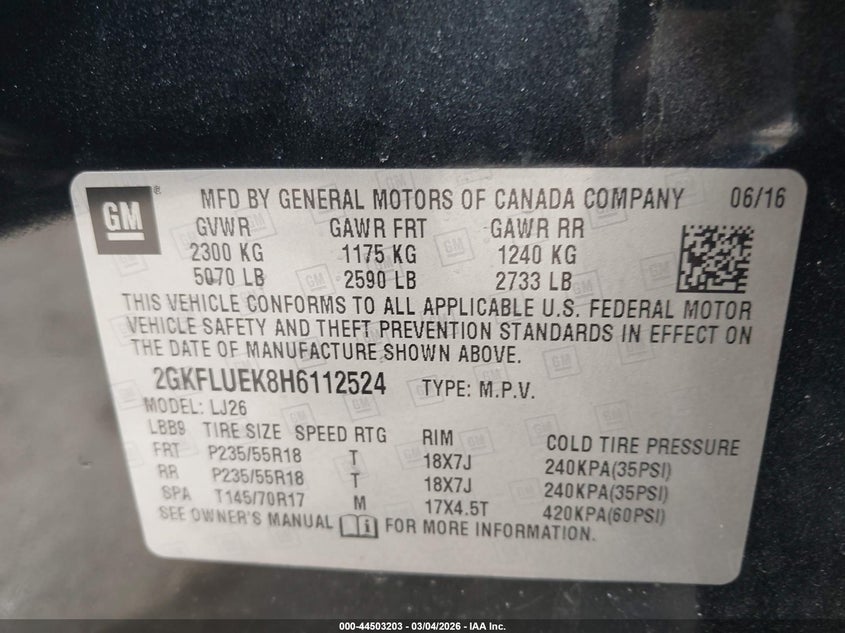 GM ® MFD BY GENERAL MOTORS OF CANADA COMPANY 06/16
GVWR GAWR FRT GAWR RR
2300 KG 1175 KG 1240 KG
5070 LB 2590 LB 2733 LB
THIS VEHICLE CONFORMS TO ALL APPLICABLE U.S. FEDERAL MOTOR
VEHICLE SAFETY AND THEFT PREVENTION STANDARDS IN EFFECT ON
THE DATE OF MANUFACTURE SHOWN ABOVE.
2GKFLUEK8H6112524 TYPE: M.P.V.
MODEL: LJ26
LBB9 TIRE SIZE SPEED RTG RIM COLD TIRE PRESSURE
FRT P235/55R18 T 18X7J 240KPA(35PSI)
RR P235/55R18 T 18X7J 240KPA(35PSI)
SPA T145/70R17 M 17X4.5T 420KPA(60PSI)
SEE OWNER'S MANUAL i FOR MORE INFORMATION.
000-44503203 - 03/04/2026 - IAA Inc.